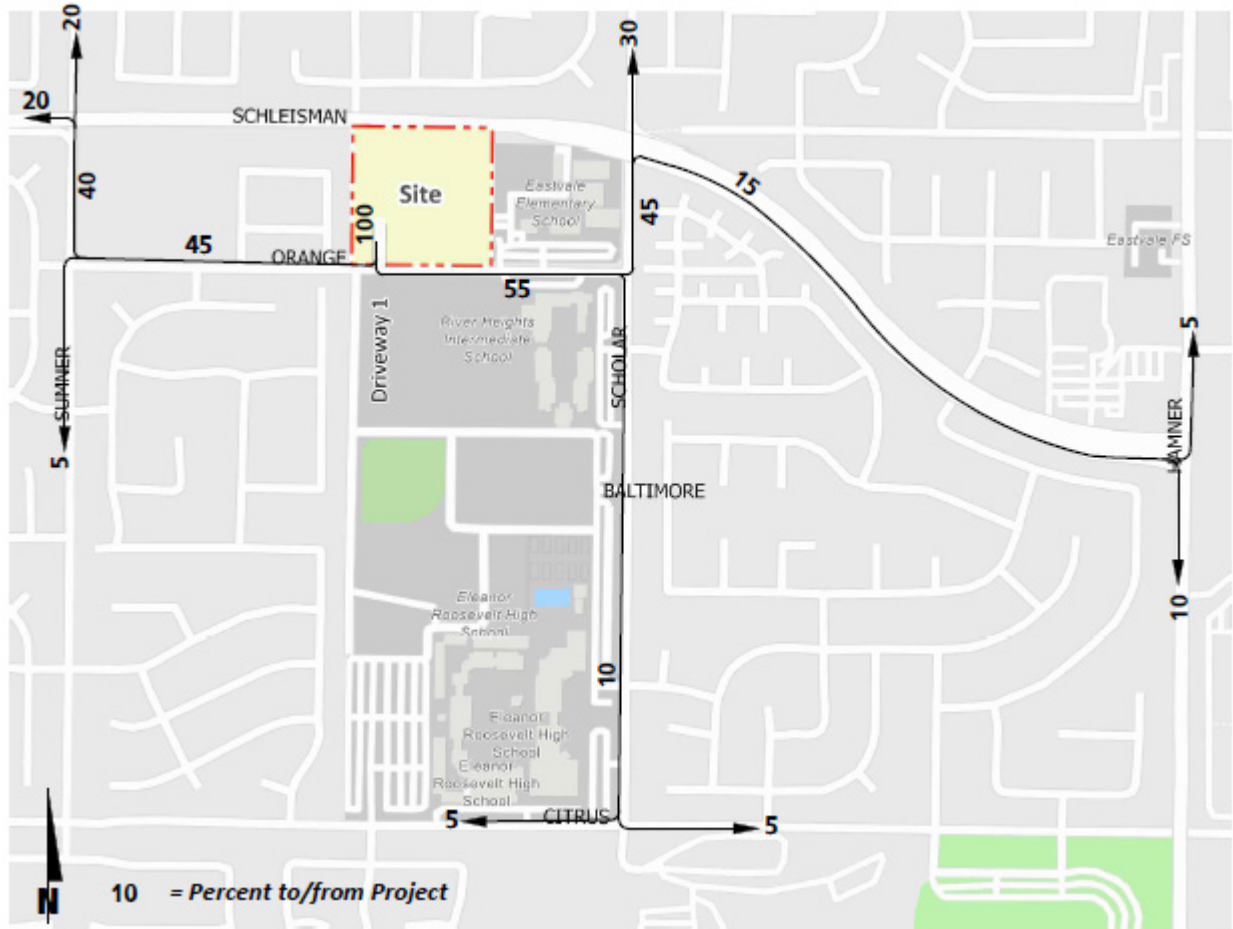 20
30
20
SCHLEISMAN
40
Site
Eastvale
Elementary
School
45
15
100
45
ORANGE
55
Eastvale FS
Driveway 1
River Heights
Intermediate
School
SCHOLAR
SUMNER
5
5
HAMNER
BALTIMORE
10
Eleanor
Roosevelt High
School
10
Eleanor
Roosevelt High
School
Eleanor
Roosevelt High
School
5
CITRUS
5
N
10 = Percent to/from Project